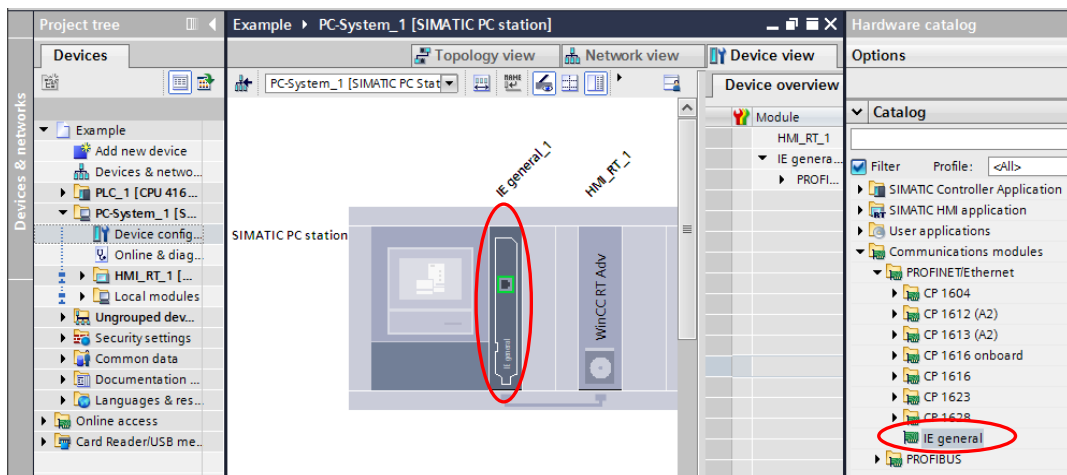 Project tree
Devices
Devices & networks
Example
Add new device
Devices & netwo...
PLC_1 [CPU 416...
PC-System_1 [S...
Device config...
Online & diag...
HMI_RT_1 [...
Local modules
Ungrouped dev...
Security settings
Common data
Documentation ...
Languages & res...
Online access
Card Reader/USB me..
Example PC-System_1 [SIMATIC PC station]
Topology view
Network view
Device view
PC-System_1 [SIMATIC PC Stat
NAME
IE general_1
HMI_RT_1
SIMATIC PC station
IE general
WinCC RT Adv
Device overview
Module
HMI_RT_1
IE genera...
PROFI...
Hardware catalog
Options
Catalog
Filter Profile: <All>
SIMATIC Controller Application
RT SIMATIC HMI application
User applications
Communications modules
PROFINET/Ethernet
CP 1604
CP 1612 (A2)
CP 1613 (A2)
CP 1616 onboard
CP 1616
CP 1623
CP 1628
IE general
PROFIBUS